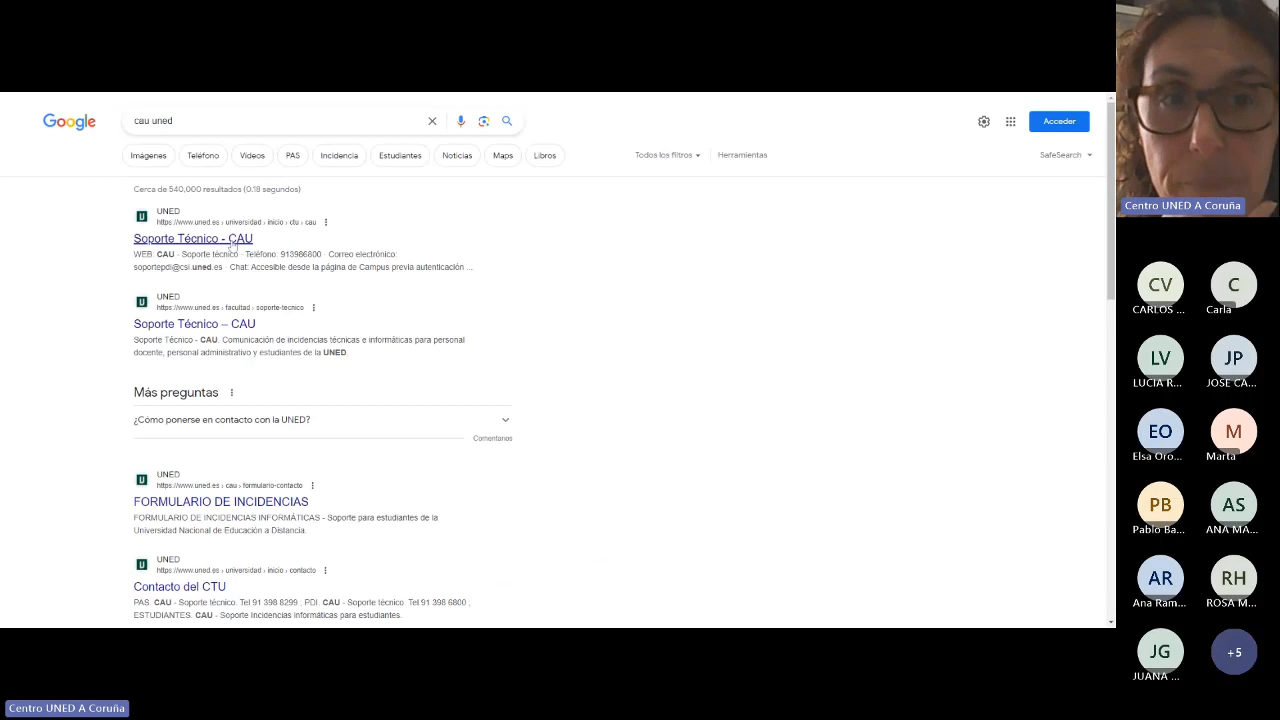 Google
cau uned
Acceder
Imágenes
Teléfono
Vídeos
PAS
Incidencia
Estudiantes
Noticias
Maps
Libros
Todos los filtros
Herramientas
SafeSearch
Cerca de 540,000 resultados (0.18 segundos)
UNED
https://www.uned.es › universidad › inicio › ctu › cau
Soporte Técnico - CAU
WEB: CAU - Soporte técnico · Teléfono: 913986800 · Correo electrónico:
soportepdi@csi.uned.es · Chat: Accesible desde la página de Campus previa autenticación ...
UNED
https://www.uned.es › facultad › soporte-tecnico
Soporte Técnico – CAU
Soporte Técnico - CAU. Comunicación de incidencias técnicas e informáticas para personal
docente, personal administrativo y estudiantes de la UNED.
Más preguntas
¿Cómo ponerse en contacto con la UNED?
Comentarios
UNED
https://www.uned.es › cau › formulario-contacto
FORMULARIO DE INCIDENCIAS
FORMULARIO DE INCIDENCIAS INFORMÁTICAS - Soporte para estudiantes de la
Universidad Nacional de Educación a Distancia.
UNED
https://www.uned.es › universidad › inicio › contacto
Contacto del CTU
PAS. CAU - Soporte técnico. Tel 91 398 8299 ; PDI. CAU - Soporte técnico. Tel 91 398 6800 ;
ESTUDIANTES. CAU - Soporte Incidencias informáticas para estudiantes.
Centro UNED A Coruña
CV
CARLOS ...
C
Carla
LV
LUCIA R...
JP
JOSE CA...
EO
Elsa Oro...
M
Marta
PB
Pablo Ba...
AS
ANA MA...
AR
Ana Ram...
RH
ROSA M...
JG
JUANA ...
+5
Centro UNED A Coruña